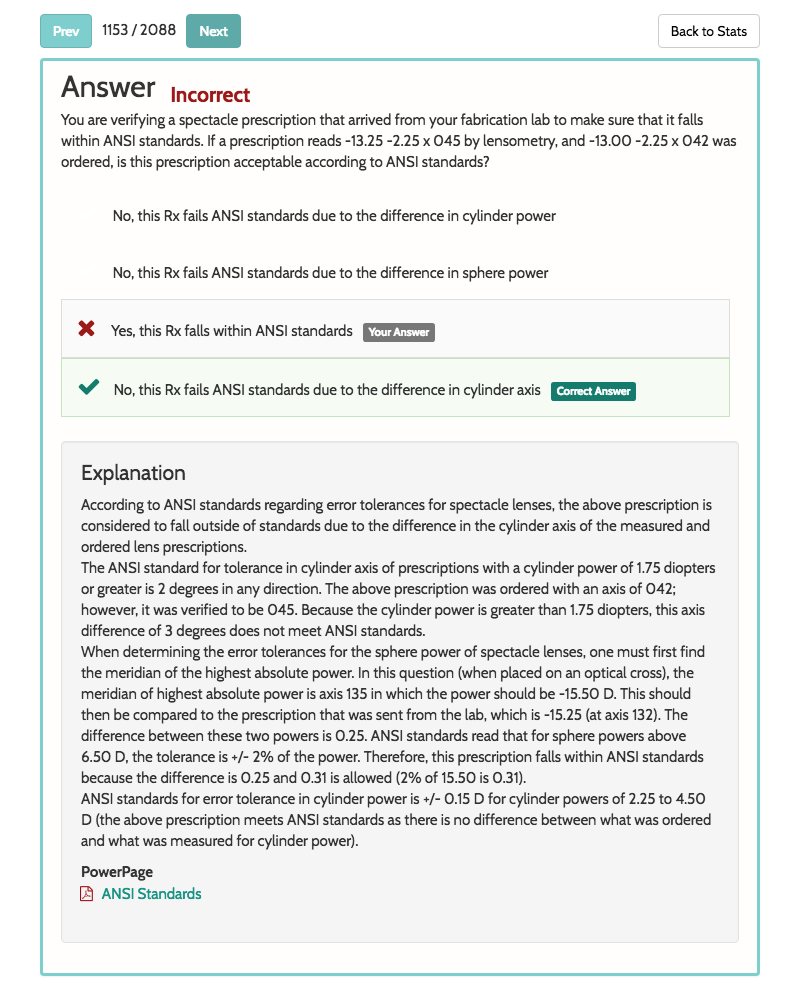 Prev 1153 / 2088 Next Back to Stats
Answer Incorrect
You are verifying a spectacle prescription that arrived from your fabrication lab to make sure that it falls
within ANSI standards. If a prescription reads -13.25 -2.25 x 045 by lensometry, and -13.00 -2.25 x 042 was
ordered, is this prescription acceptable according to ANSI standards?
No, this Rx fails ANSI standards due to the difference in cylinder power
No, this Rx fails ANSI standards due to the difference in sphere power
Yes, this Rx falls within ANSI standards Your Answer
No, this Rx fails ANSI standards due to the difference in cylinder axis Correct Answer
Explanation
According to ANSI standards regarding error tolerances for spectacle lenses, the above prescription is
considered to fall outside of standards due to the difference in the cylinder axis of the measured and
ordered lens prescriptions.
The ANSI standard for tolerance in cylinder axis of prescriptions with a cylinder power of 1.75 diopters
or greater is 2 degrees in any direction. The above prescription was ordered with an axis of 042;
however, it was verified to be 045. Because the cylinder power is greater than 1.75 diopters, this axis
difference of 3 degrees does not meet ANSI standards.
When determining the error tolerances for the sphere power of spectacle lenses, one must first find
the meridian of the highest absolute power. In this question (when placed on an optical cross), the
meridian of highest absolute power is axis 135 in which the power should be -15.50 D. This should
then be compared to the prescription that was sent from the lab, which is -15.25 (at axis 132). The
difference between these two powers is 0.25. ANSI standards read that for sphere powers above
6.50 D, the tolerance is +/- 2% of the power. Therefore, this prescription falls within ANSI standards
because the difference is 0.25 and 0.31 is allowed (2% of 15.50 is 0.31).
ANSI standards for error tolerance in cylinder power is +/- 0.15 D for cylinder powers of 2.25 to 4.50
D (the above prescription meets ANSI standards as there is no difference between what was ordered
and what was measured for cylinder power).
PowerPage
ANSI Standards